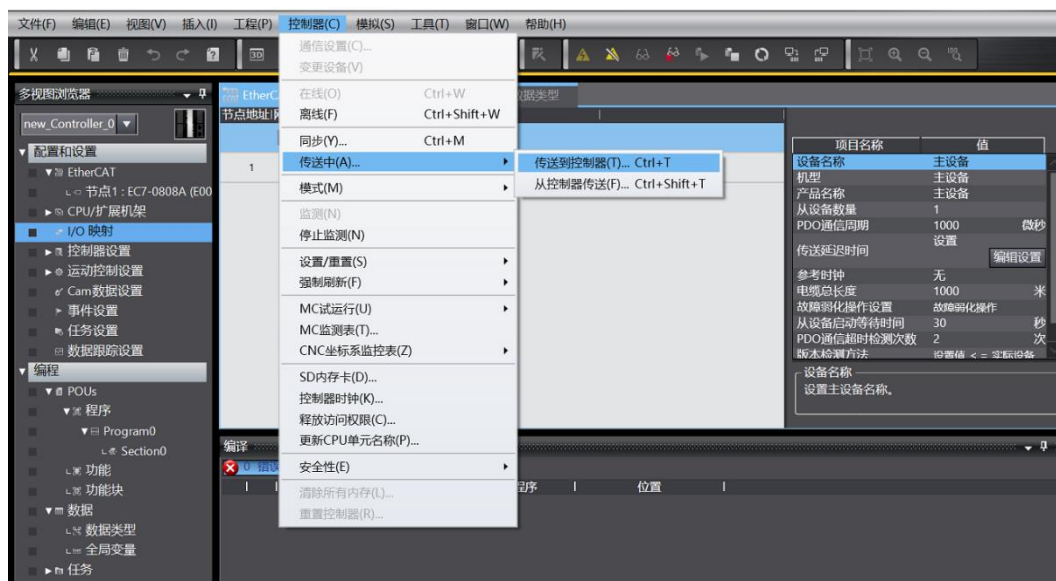 文件(F) 编辑(E) 视图(V) 插入(I) 工程(P) 控制器(C) 模拟(S) 工具(T) 窗口(W) 帮助(H)
通信设置(C)...
变更设备(V)
在线(O) Ctrl+W
离线(F) Ctrl+Shift+W
同步(Y)... Ctrl+M
传送中(A)...
模式(M)
监测(N)
停止监测(N)
设置/重置(S)
强制刷新(F)
MC试运行(U)
MC监测表(T)...
CNC坐标系监控表(Z)
SD内存卡(D)...
控制器时钟(K)...
释放访问权限(C)...
更新CPU单元名称(P)...
安全性(E)
清除所有内存(L)...
重置控制器(R)...
传送到控制器(T)... Ctrl+T
从控制器传送(F)... Ctrl+Shift+T
多视图浏览器
new_Controller_0
配置和设置
EtherCAT
节点1 : EC7-0808A (E00
CPU/扩展机架
I/O 映射
控制器设置
运动控制设置
Cam数据设置
事件设置
任务设置
数据跟踪设置
编程
POUs
程序
Program0
Section0
功能
功能块
数据
数据类型
全局变量
任务
EtherC
数据类型
节点地址
1
项目名称 值
设备名称 主设备
机型 主设备
产品名称 主设备
从设备数量 1
PDO通信周期 1000 微秒
传送延迟时间 设置
编辑设置
参考时钟 无
电缆总长度 1000 米
故障弱化操作设置 故障弱化操作
从设备启动等待时间 30 秒
PDO通信超时检测次数 2 次
版本检测方法 设置值 <= 实际设备
设备名称
设置主设备名称。
编译
0 错误
程序 位置